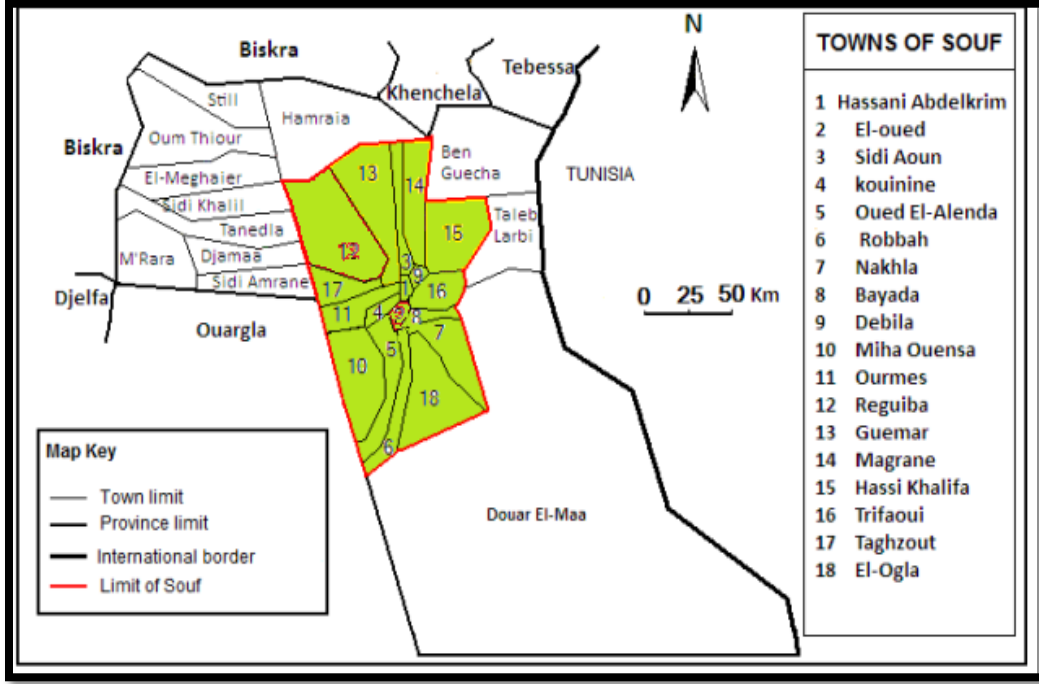 Biskra
Tebessa
N
Khenchela
Still
Hamraia
Oum Thiour
Biskra
Ben
Guecha
TUNISIA
El-Meghaier
Sidi Khalil
Taleb
Larbi
Tanedla
M'Rara
Djamaa
Sidi Amrane
Djelfa
Ouargla
13
14
15
12
3
9
17
1
16
11
4
2
8
7
5
10
18
6
0 25 50 Km
Douar El-Maa
Map Key
Town limit
Province limit
International border
Limit of Souf
TOWNS OF SOUF
1 Hassani Abdelkrim
2 El-oued
3 Sidi Aoun
4 kouinine
5 Oued El-Alenda
6 Robbah
7 Nakhla
8 Bayada
9 Debila
10 Miha Ouensa
11 Ourmes
12 Reguiba
13 Guemar
14 Magrane
15 Hassi Khalifa
16 Trifaoui
17 Taghzout
18 El-Ogla